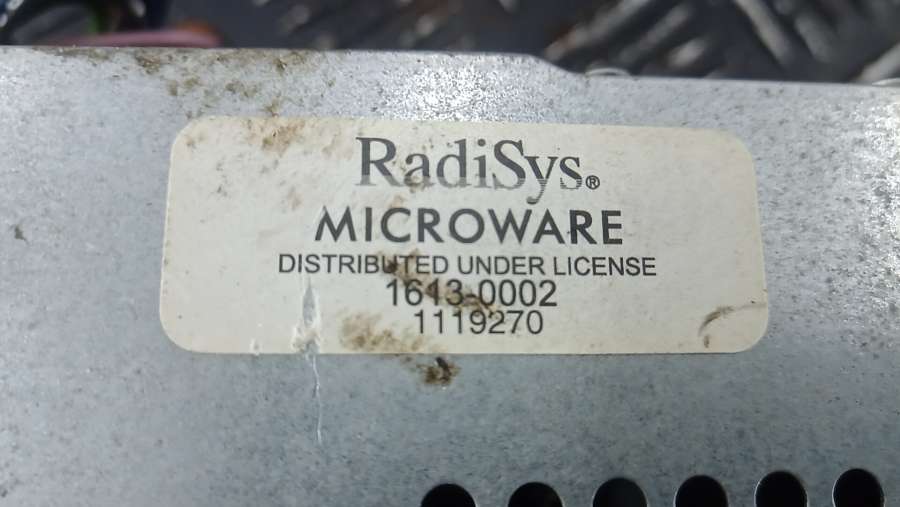 RadiSys®
MICROWARE
DISTRIBUTED UNDER LICENSE
1613-0002
1119270